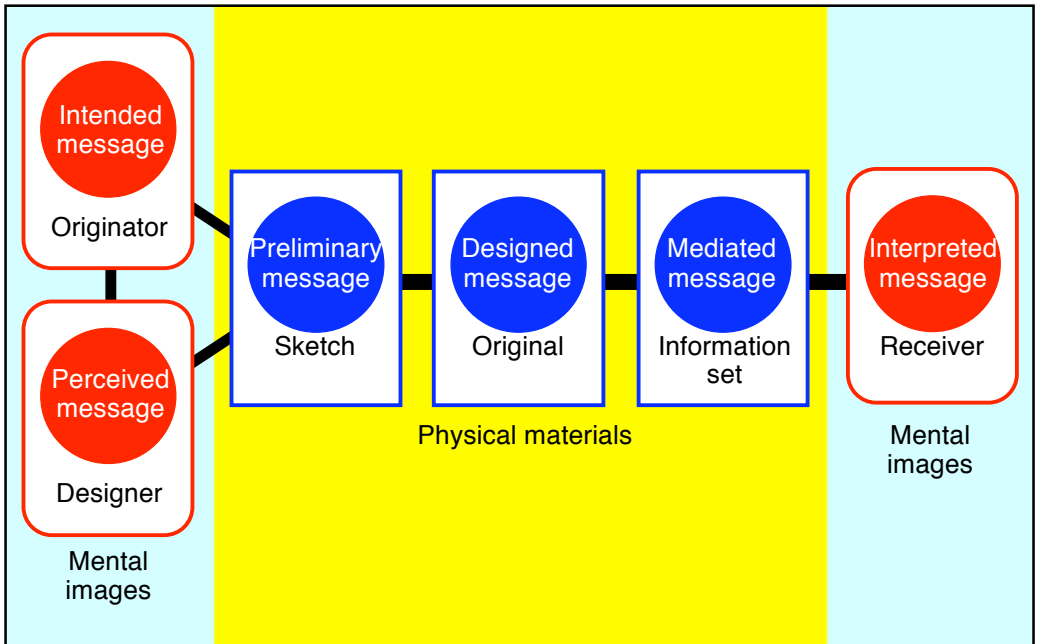 Intended
message
Originator
Perceived
message
Designer
Mental
images
Preliminary
message
Sketch
Designed
message
Original
Mediated
message
Information
set
Physical materials
Interpreted
message
Receiver
Mental
images